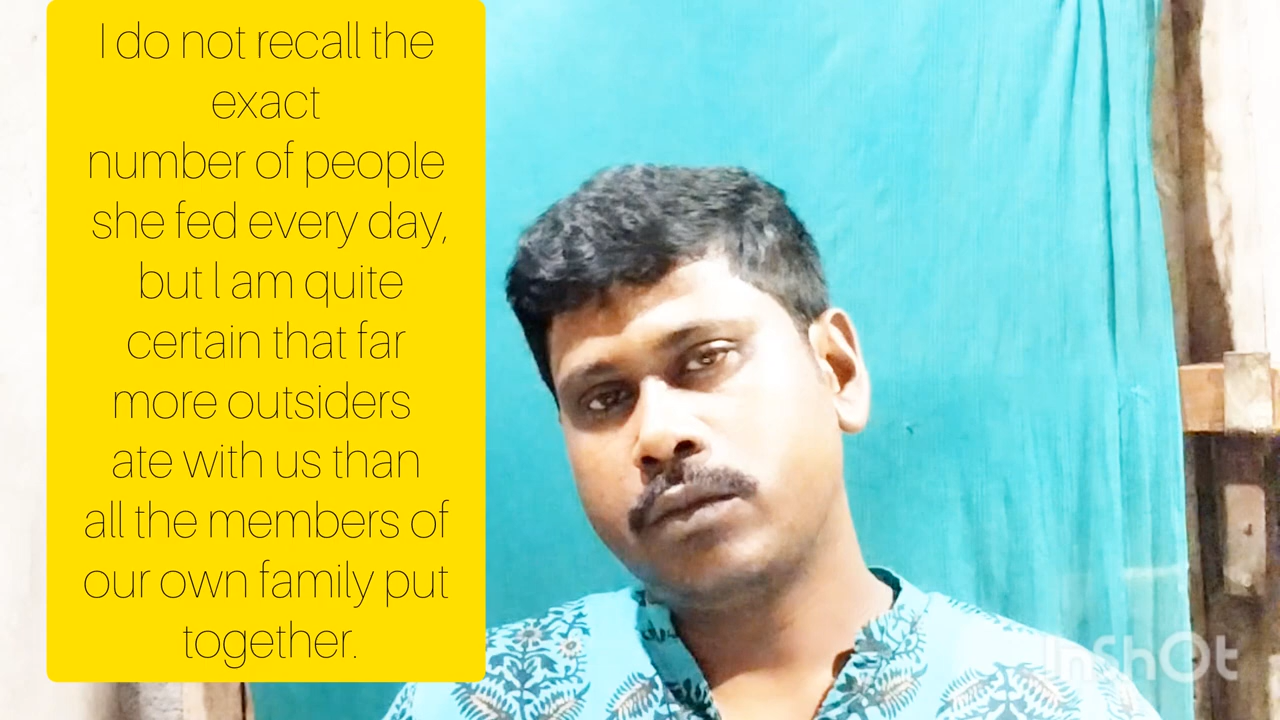 I do not recall the
exact
number of people
she fed every day,
but l am quite
certain that far
more outsiders
ate with us than
all the members of
our own family put
together.
InShOt